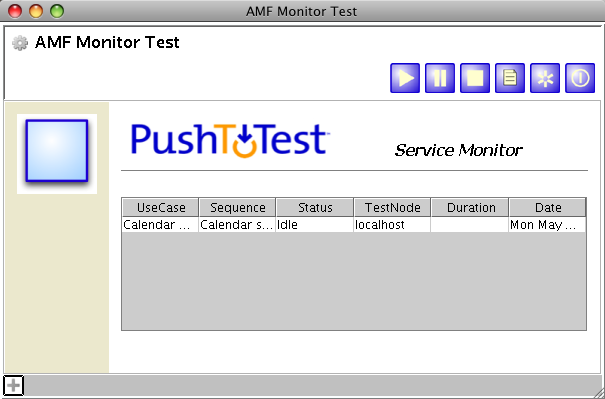 AMF Monitor Test
AMF Monitor Test
PushToTest Service Monitor
UseCase Sequence Status TestNode Duration Date
Calendar ... Calendar s... Idle localhost Mon May ...